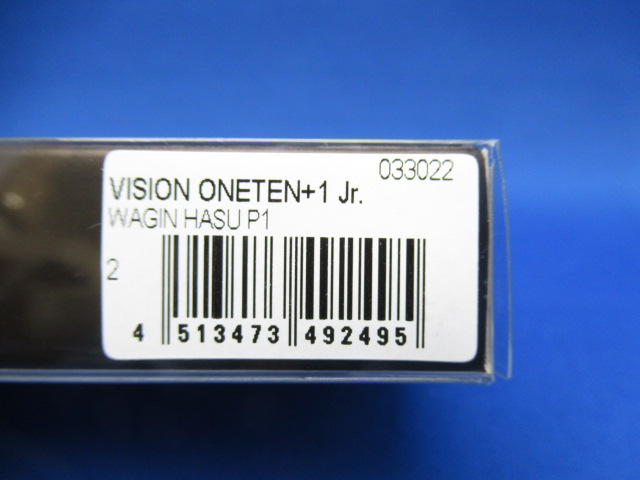 033022
VISION ONETEN+1 Jr.
WAGIN HASU P1
2
4 513473 492495